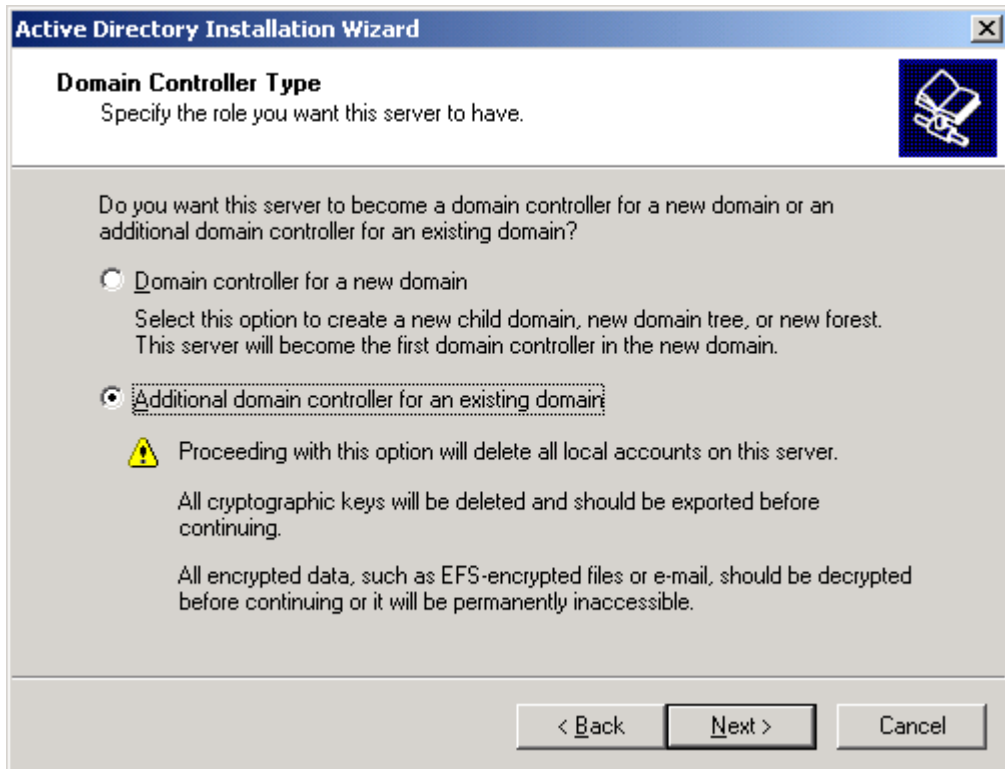 Active Directory Installation Wizard
Domain Controller Type
Specify the role you want this server to have.
Do you want this server to become a domain controller for a new domain or an
additional domain controller for an existing domain?
Domain controller for a new domain
Select this option to create a new child domain, new domain tree, or new forest.
This server will become the first domain controller in the new domain.
Additional domain controller for an existing domain
Proceeding with this option will delete all local accounts on this server.
All cryptographic keys will be deleted and should be exported before
continuing.
All encrypted data, such as EFS-encrypted files or e-mail, should be decrypted
before continuing or it will be permanently inaccessible.
< Back Next > Cancel